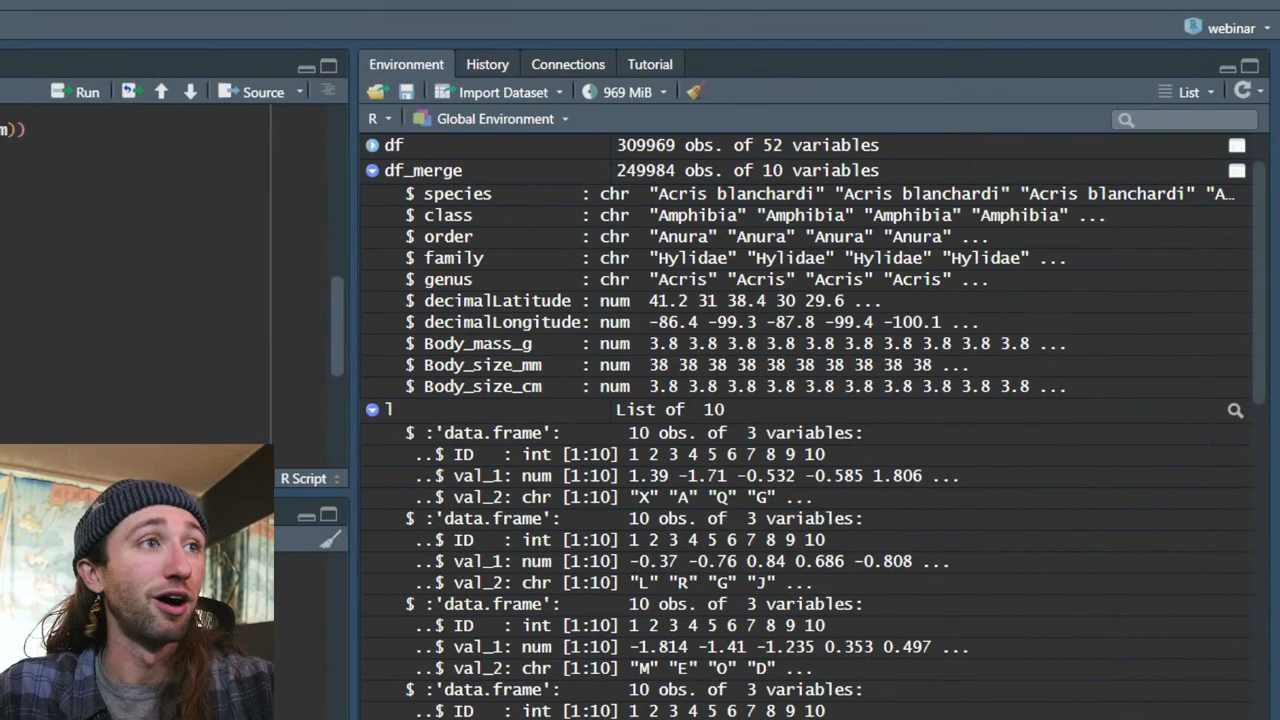 webinar
Environment History Connections Tutorial
Run Source Import Dataset 969 MiB List
R Global Environment
m))
df 309969 obs. of 52 variables
df_merge 249984 obs. of 10 variables
$ species : chr "Acris blanchardi" "Acris blanchardi" "Acris blanchardi" "A...
$ class : chr "Amphibia" "Amphibia" "Amphibia" "Amphibia" ...
$ order : chr "Anura" "Anura" "Anura" "Anura" ...
$ family : chr "Hylidae" "Hylidae" "Hylidae" "Hylidae" ...
$ genus : chr "Acris" "Acris" "Acris" "Acris" ...
$ decimalLatitude : num 41.2 31 38.4 30 29.6 ...
$ decimalLongitude: num -86.4 -99.3 -87.8 -99.4 -100.1 ...
$ Body_mass_g : num 3.8 3.8 3.8 3.8 3.8 3.8 3.8 3.8 3.8 3.8 ...
$ Body_size_mm : num 38 38 38 38 38 38 38 38 38 38 ...
$ Body_size_cm : num 3.8 3.8 3.8 3.8 3.8 3.8 3.8 3.8 3.8 3.8 ...
l List of 10
$ :'data.frame': 10 obs. of 3 variables:
..$ ID : int [1:10] 1 2 3 4 5 6 7 8 9 10
..$ val_1: num [1:10] 1.39 -1.71 -0.532 -0.585 1.806 ...
R Script
..$ val_2: chr [1:10] "X" "A" "Q" "G" ...
$ :'data.frame': 10 obs. of 3 variables:
..$ ID : int [1:10] 1 2 3 4 5 6 7 8 9 10
..$ val_1: num [1:10] -0.37 -0.76 0.84 0.686 -0.808 ...
..$ val_2: chr [1:10] "L" "R" "G" "J" ...
$ :'data.frame': 10 obs. of 3 variables:
..$ ID : int [1:10] 1 2 3 4 5 6 7 8 9 10
..$ val_1: num [1:10] -1.814 -1.41 -1.235 0.353 0.497 ...
..$ val_2: chr [1:10] "M" "E" "O" "D" ...
$ :'data.frame': 10 obs. of 3 variables:
..$ ID : int [1:10] 1 2 3 4 5 6 7 8 9 10